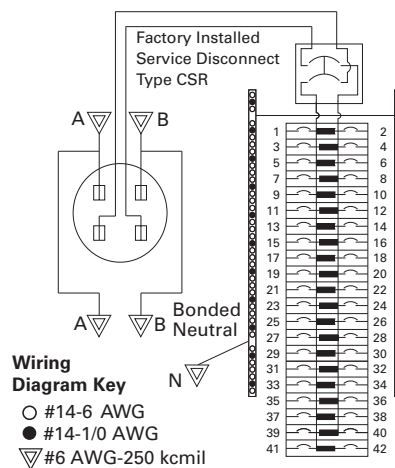 Factory Installed
Service Disconnect
Type CSR
A B
1 2
3 4
5 6
7 8
9 10
11 12
13 14
15 16
17 18
19 20
21 22
23 24
25 26
27 28
29 30
31 32
33 34
35 36
37 38
39 40
41 42
A B
Bonded
Neutral
N
Wiring
Diagram Key
#14-6 AWG
#14-1/0 AWG
#6 AWG-250 kcmil